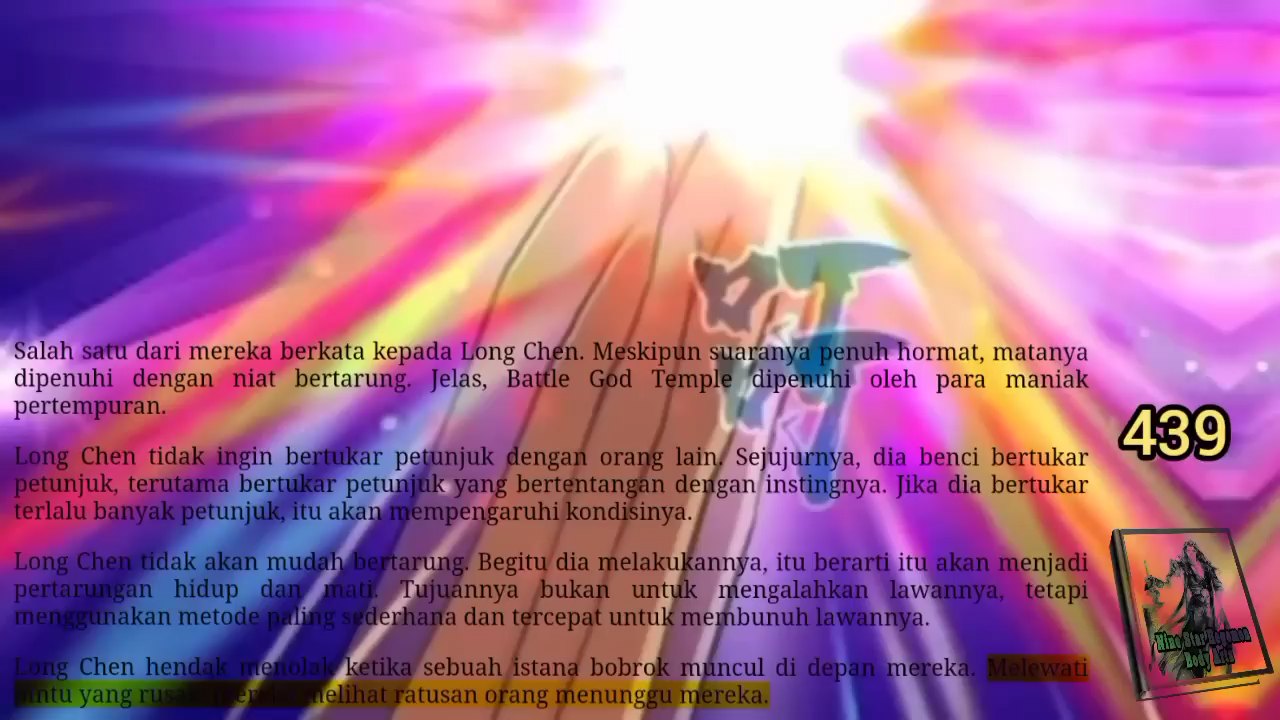 Salah satu dari mereka berkata kepada Long Chen. Meskipun suaranya penuh hormat, matanya
dipenuhi dengan niat bertarung. Jelas, Battle God Temple dipenuhi oleh para maniak
pertempuran.
Long Chen tidak ingin bertukar petunjuk dengan orang lain. Sejujurnya, dia benci bertukar
petunjuk, terutama bertukar petunjuk yang bertentangan dengan instingnya. Jika dia bertukar
terlalu banyak petunjuk, itu akan mempengaruhi kondisinya.
Long Chen tidak akan mudah bertarung. Begitu dia melakukannya, itu berarti itu akan menjadi
pertarungan hidup dan mati. Tujuannya bukan untuk mengalahkan lawannya, tetapi
menggunakan metode paling sederhana dan tercepat untuk membunuh lawannya.
Long Chen hendak menolak ketika sebuah istana bobrok muncul di depan mereka. Melewati
pintu yang rusak, mereka melihat ratusan orang menunggu mereka.
439
Nine Star Hegemon
Body Arts